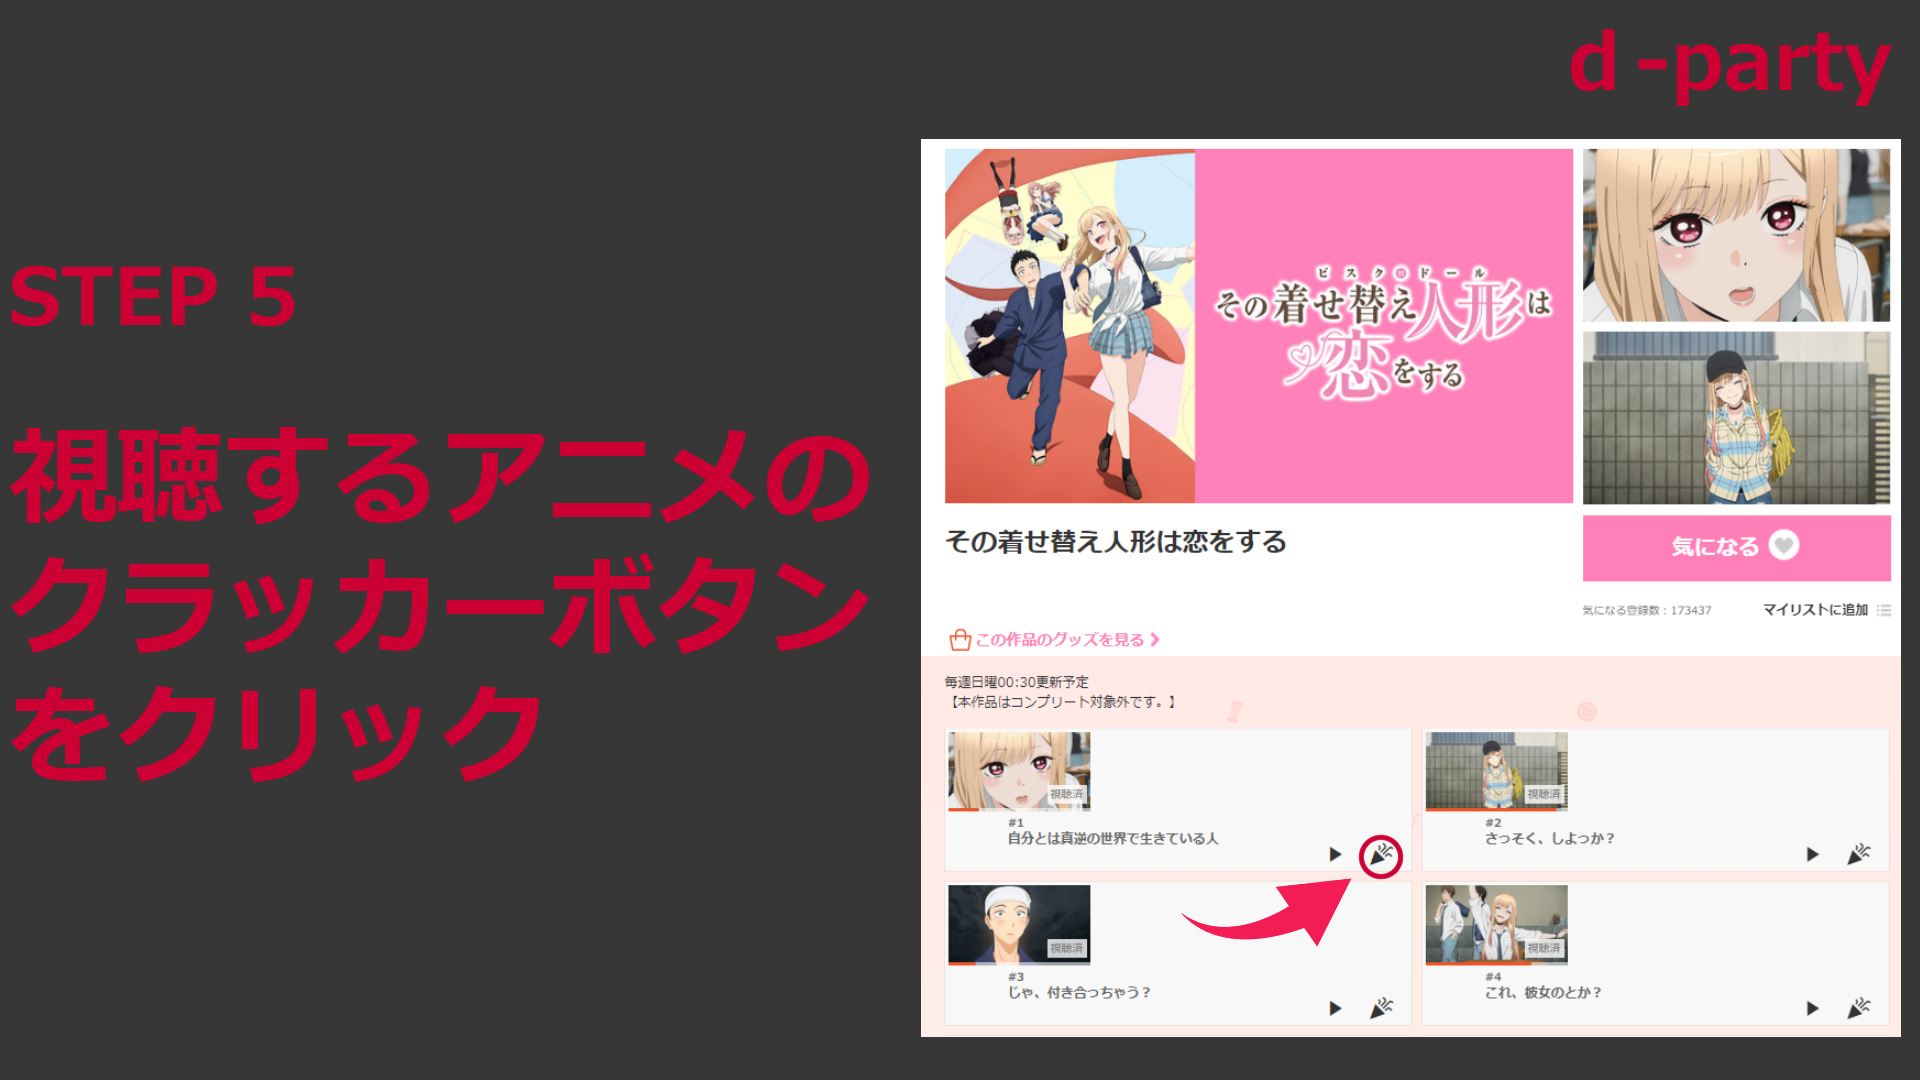 d -party
STEP 5
視聴するアニメの
クラッカーボタン
をクリック
ビスク ドール
その着せ替え人形は
恋をする
その着せ替え人形は恋をする
気になる
気になる登録数：173437
マイリストに追加
この作品のグッズを見る
毎週日曜00:30更新予定
【本作品はコンプリート対象外です。】
視聴済
#1
自分とは真逆の世界で生きている人
視聴済
#2
さっそく、しよっか？
視聴済
#3
じゃ、付き合っちゃう？
視聴済
#4
これ、彼女のとか？